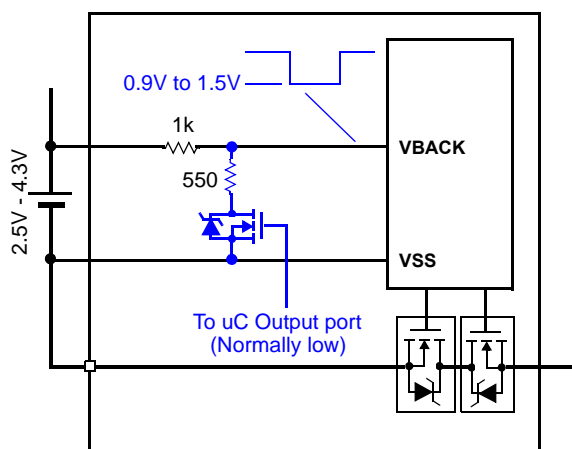 0.9V to 1.5V
1k
VBACK
550
2.5V - 4.3V
VSS
To uC Output port
(Normally low)